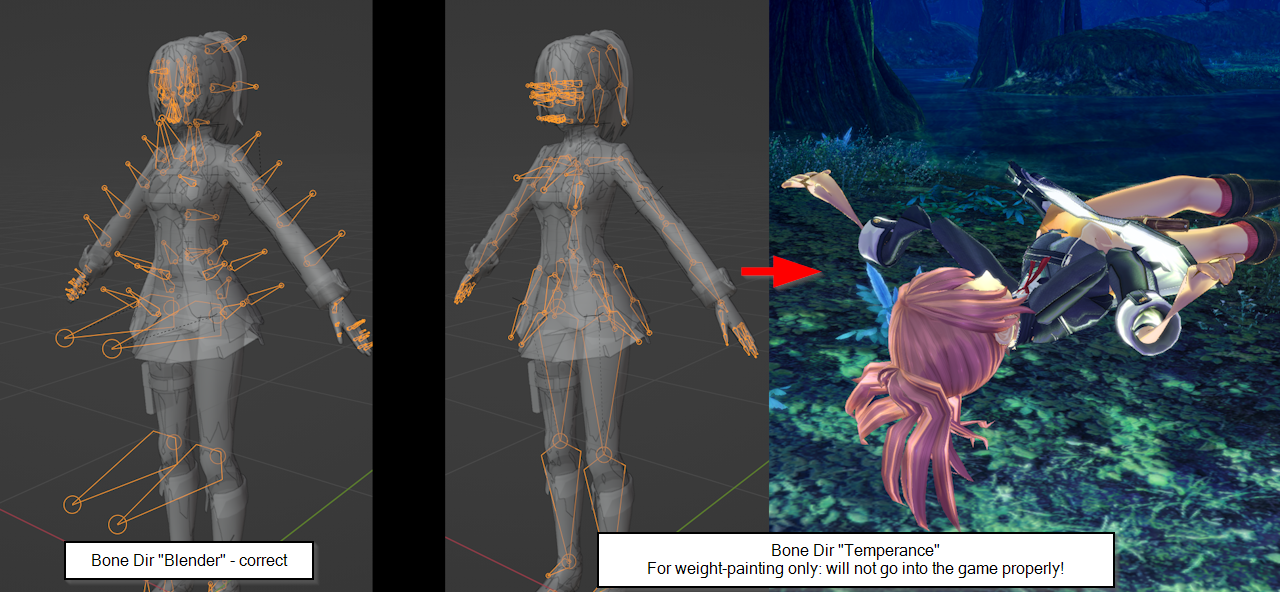 Bone Dir "Blender" - correct
Bone Dir "Temperance"
For weight-painting only: will not go into the game properly!